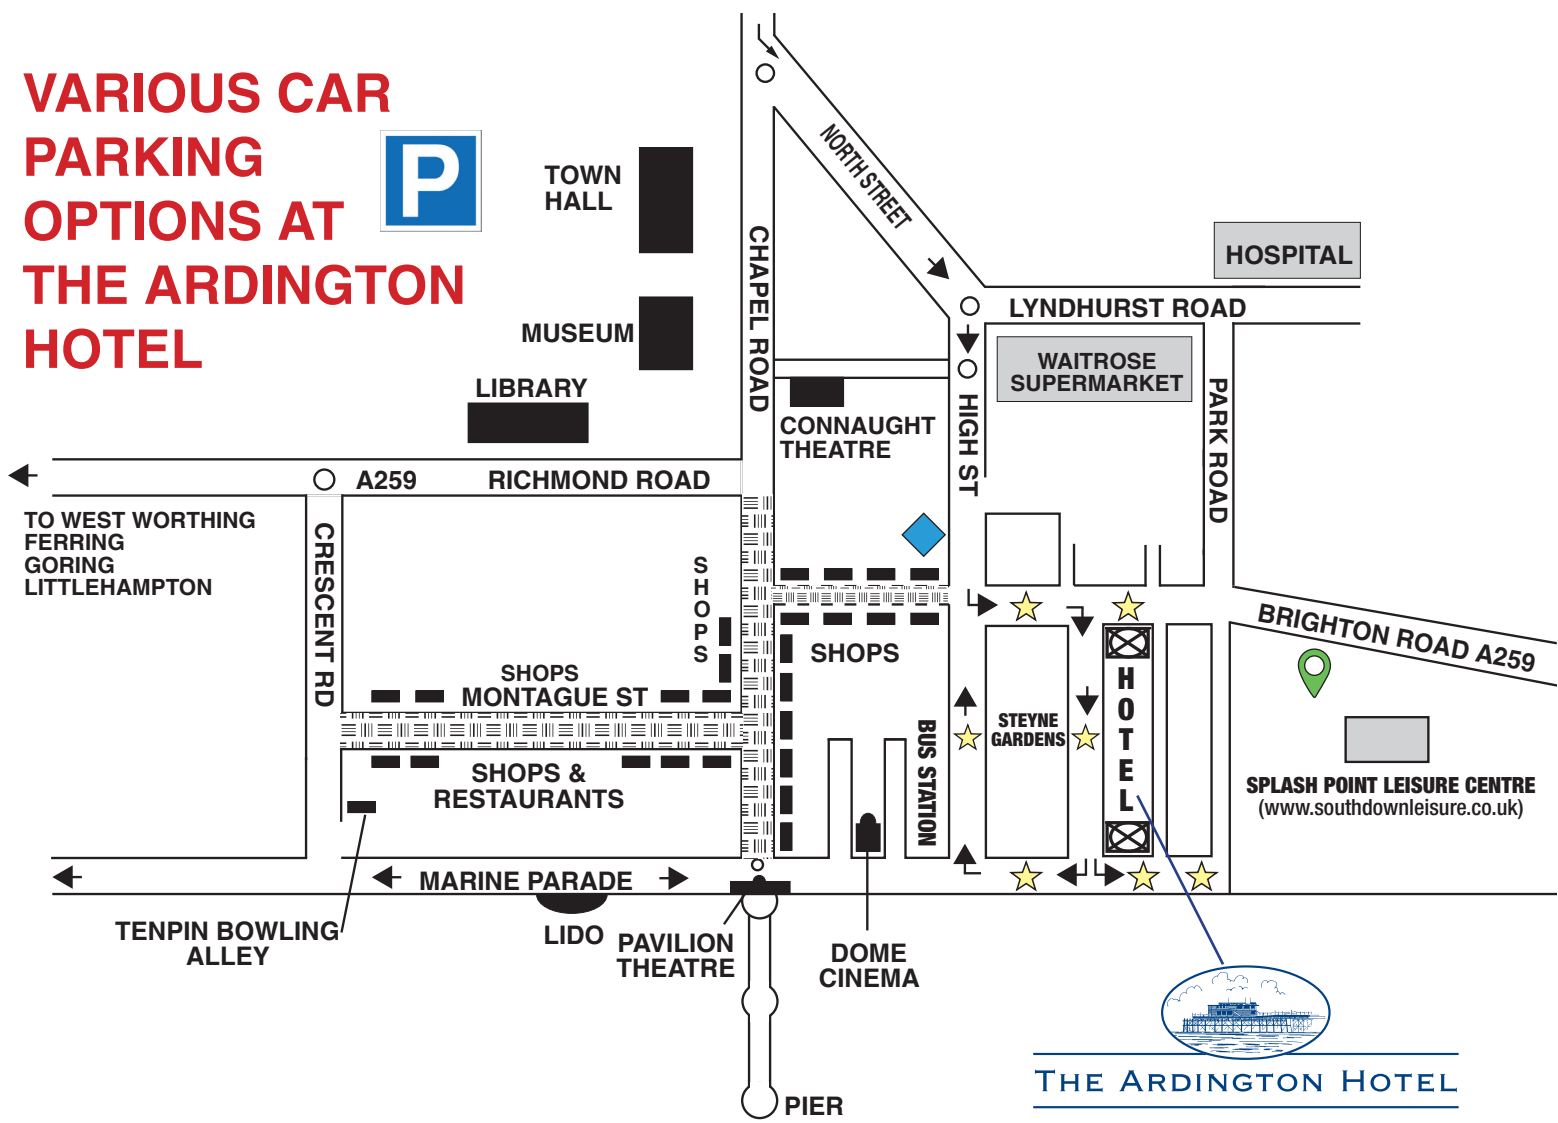 VARIOUS CAR
PARKING
OPTIONS AT
THE ARDINGTON
HOTEL
P
TOWN
HALL
MUSEUM
LIBRARY
CHAPEL ROAD
NORTH STREET
HOSPITAL
LYNDHURST ROAD
WAITROSE
SUPERMARKET
PARK ROAD
HIGH ST
CONNAUGHT
THEATRE
A259
RICHMOND ROAD
TO WEST WORTHING
FERRING
GORING
LITTLEHAMPTON
CRESCENT RD
SHOPS
SHOPS
MONTAGUE ST
SHOPS
BRIGHTON ROAD A259
HOTEL
STEYNE
GARDENS
BUS STATION
SHOPS &
RESTAURANTS
SPLASH POINT LEISURE CENTRE
(www.southdownleisure.co.uk)
MARINE PARADE
TENPIN BOWLING
ALLEY
LIDO
PAVILION
THEATRE
DOME
CINEMA
PIER
THE ARDINGTON HOTEL